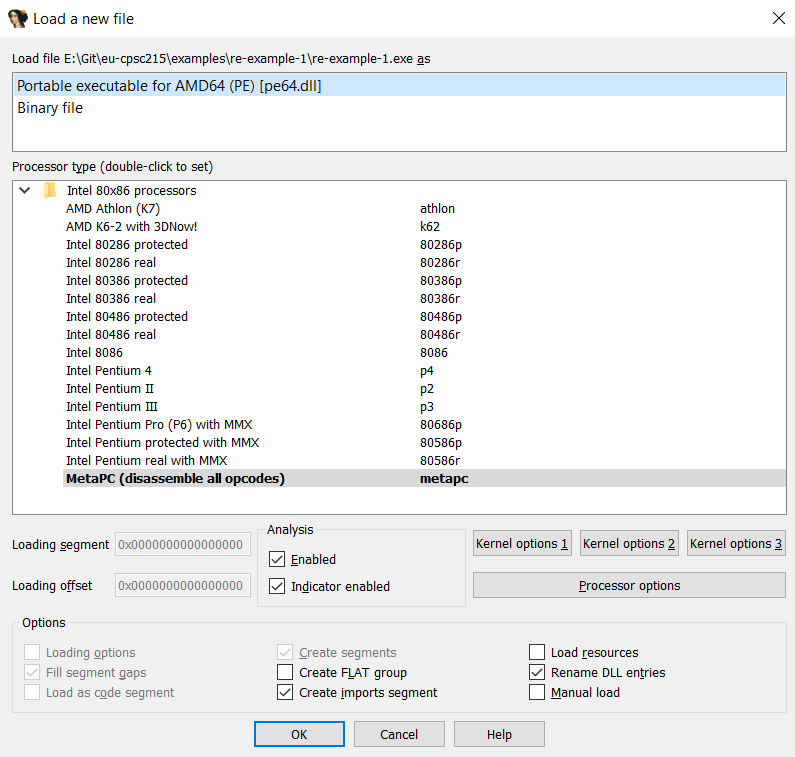 Load a new file
Load file E:\Git\eu-cpsc215\examples\re-example-1\re-example-1.exe as
Portable executable for AMD64 (PE) [pe64.dll]
Binary file
Processor type (double-click to set)
Intel 80x86 processors
AMD Athlon (K7) athlon
AMD K6-2 with 3DNow! k62
Intel 80286 protected 80286p
Intel 80286 real 80286r
Intel 80386 protected 80386p
Intel 80386 real 80386r
Intel 80486 protected 80486p
Intel 80486 real 80486r
Intel 8086 8086
Intel Pentium 4 p4
Intel Pentium II p2
Intel Pentium III p3
Intel Pentium Pro (P6) with MMX 80686p
Intel Pentium protected with MMX 80586p
Intel Pentium real with MMX 80586r
MetaPC (disassemble all opcodes) metapc
Loading segment 0x0000000000000000
Loading offset 0x0000000000000000
Analysis
Enabled
Indicator enabled
Kernel options 1 Kernel options 2 Kernel options 3
Processor options
Options
Loading options Create segments Load resources
Fill segment gaps Create FLAT group Rename DLL entries
Load as code segment Create imports segment Manual load
OK Cancel Help